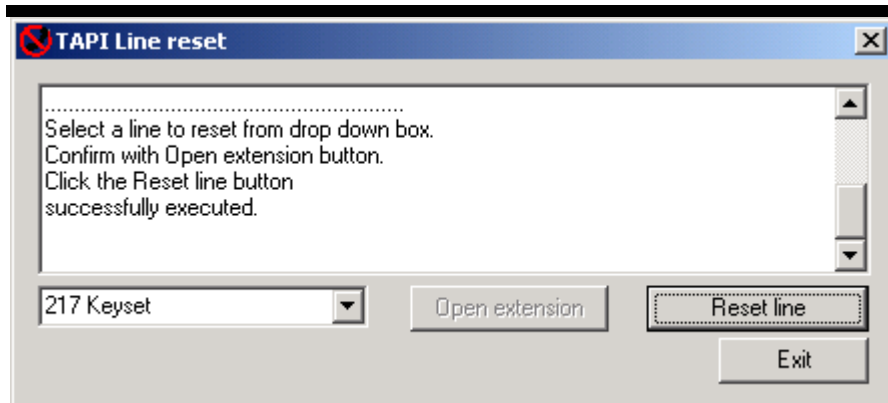 TAPI Line reset
............................................................
Select a line to reset from drop down box.
Confirm with Open extension button.
Click the Reset line button
successfully executed.
217 Keyset
Open extension
Reset line
Exit